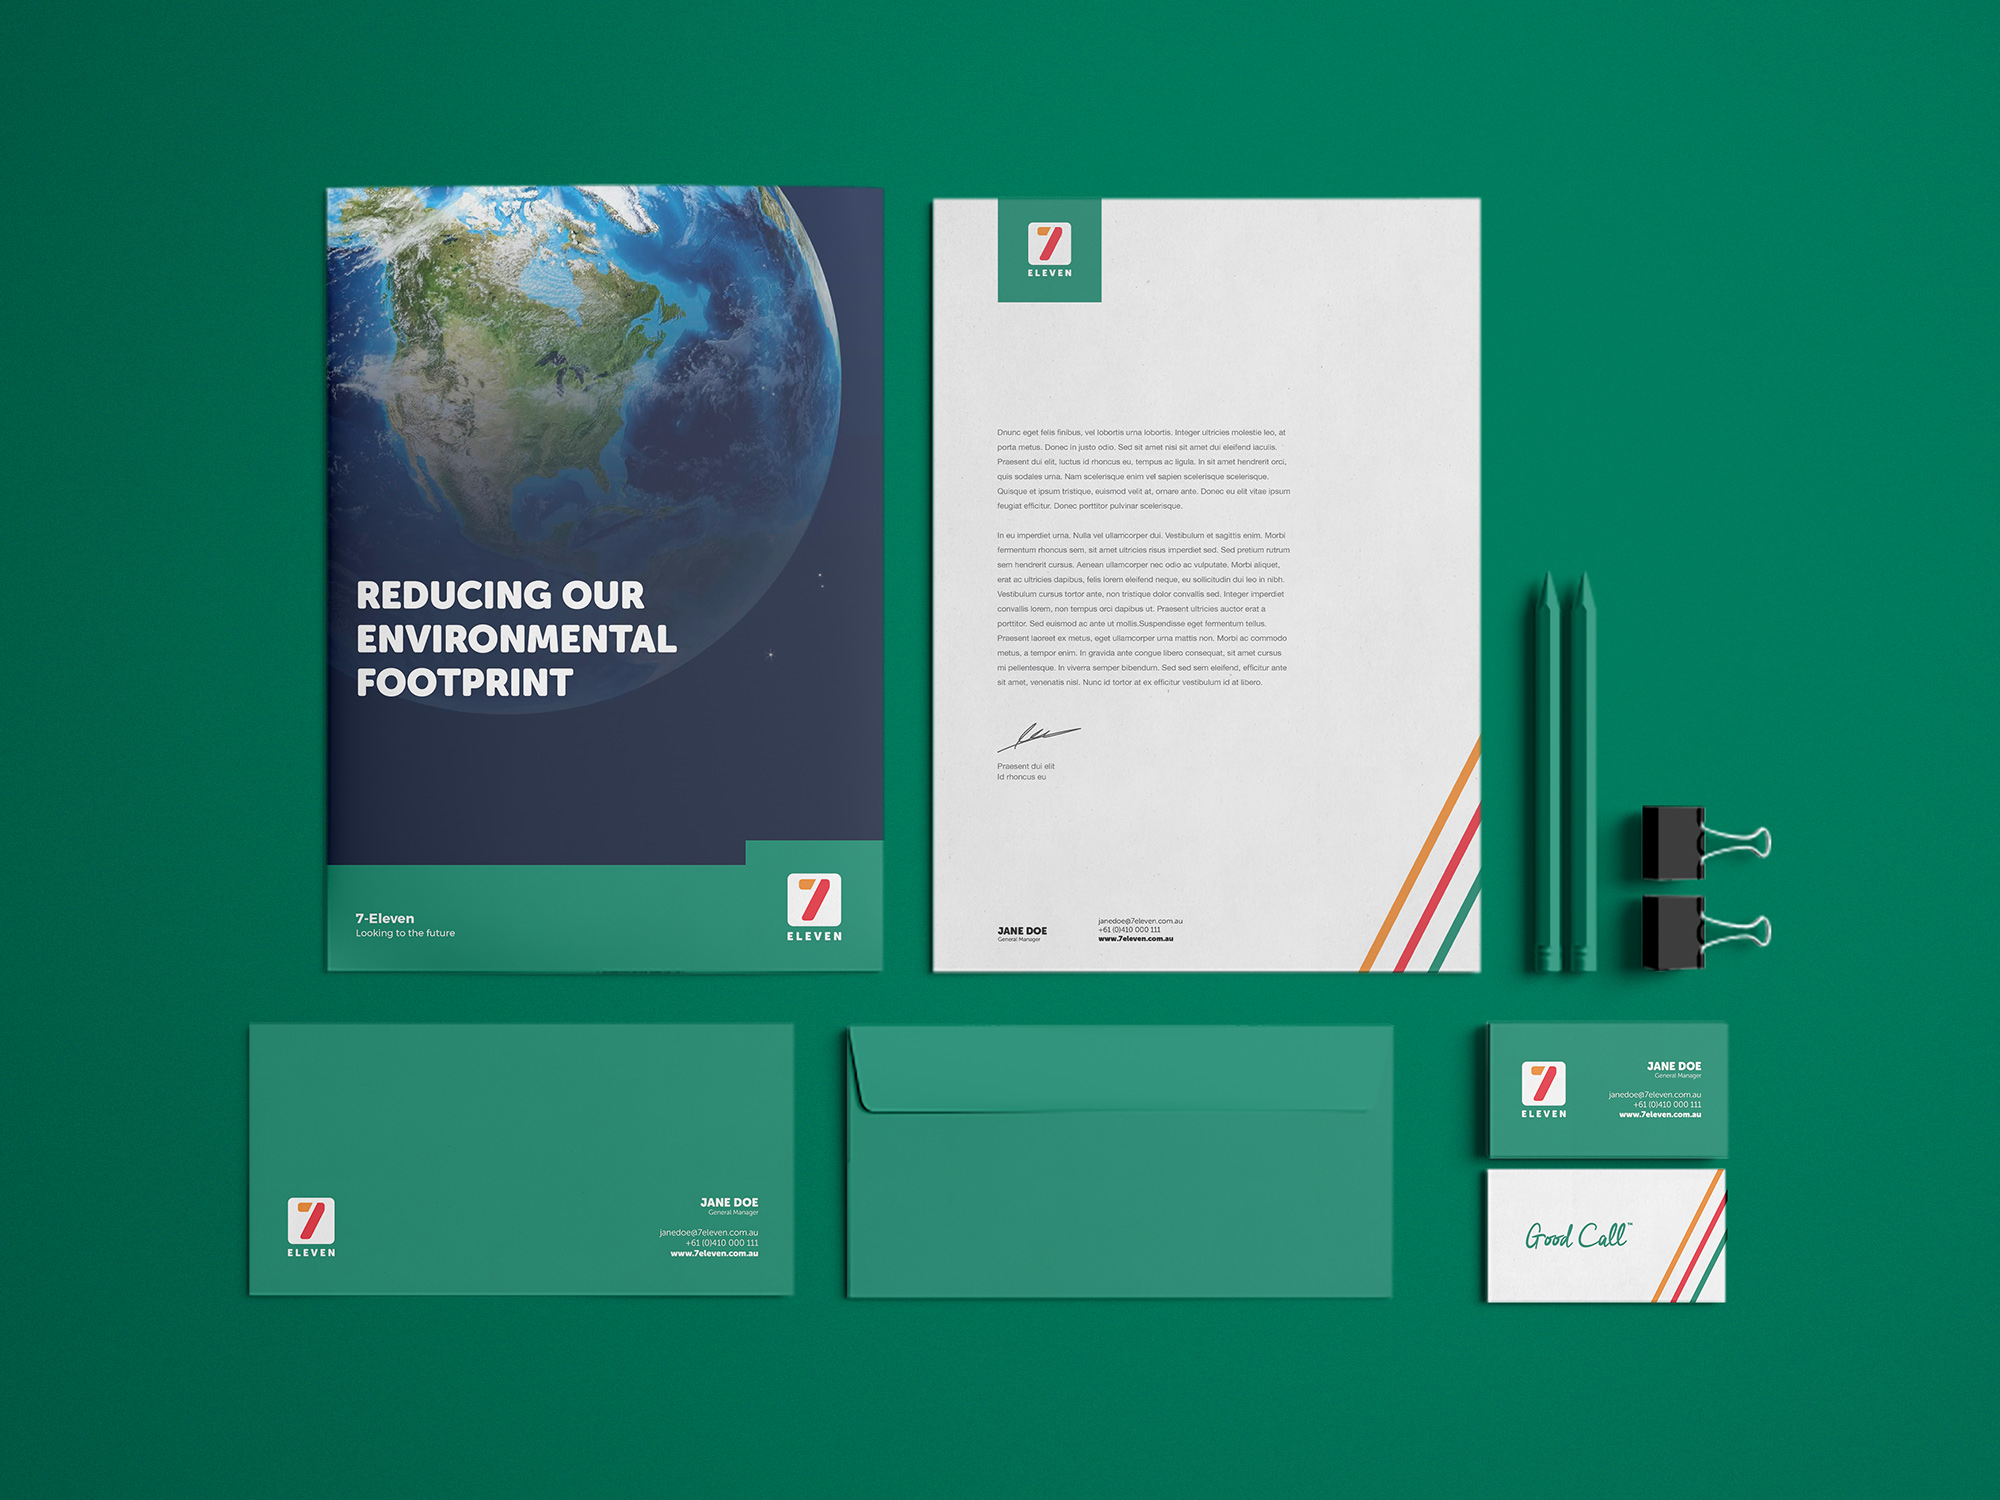 REDUCING OUR
ENVIRONMENTAL
FOOTPRINT
7-Eleven
Looking to the future
7
ELEVEN
7
ELEVEN
Dnunc eget felis finibus, vel lobortis urna lobortis. Integer ultricies molestie leo, at
porta metus. Donec in justo odio. Sed sit amet nisi sit amet dui eleifend iaculis.
Praesent dui elit, luctus id rhoncus eu, tempus ac ligula. In sit amet hendrerit orci,
quis sodales urna. Nam scelerisque enim vel sapien scelerisque scelerisque.
Quisque et ipsum tristique, euismod velit at, ornare ante. Donec eu elit vitae ipsum
feugiat efficitur. Donec porttitor pulvinar scelerisque.
In eu imperdiet urna. Nulla vel ullamcorper dui. Vestibulum et sagittis enim. Morbi
fermentum rhoncus sem, sit amet ultricies risus imperdiet sed. Sed pretium rutrum
sem hendrerit cursus. Aenean ullamcorper nec odio ac vulputate. Morbi aliquet,
erat ac ultricies dapibus, felis lorem eleifend neque, eu sollicitudin dui leo in nibh.
Vestibulum cursus tortor ante, non tristique dolor convallis sed. Integer imperdiet
convallis lorem, non tempus orci dapibus ut. Praesent ultricies auctor erat a
porttitor. Sed euismod ac ante ut mollis.Suspendisse eget fermentum tellus.
Praesent laoreet ex metus, eget ullamcorper urna mattis non. Morbi ac commodo
metus, a tempor enim. In gravida ante congue libero consequat, sit amet cursus
mi pellentesque. In viverra semper bibendum. Sed sed sem eleifend, efficitur ante
sit amet, venenatis nisl. Nunc id tortor at ex efficitur vestibulum id at libero.
Praesent dui elit
Id rhoncus eu
JANE DOE
General Manager
janedoe@7eleven.com.au
+61 (0)410 000 111
www.7eleven.com.au
7
ELEVEN
JANE DOE
General Manager
janedoe@7eleven.com.au
+61 (0)410 000 111
www.7eleven.com.au
7
ELEVEN
JANE DOE
General Manager
janedoe@7eleven.com.au
+61 (0)410 000 111
www.7eleven.com.au
Good Call™